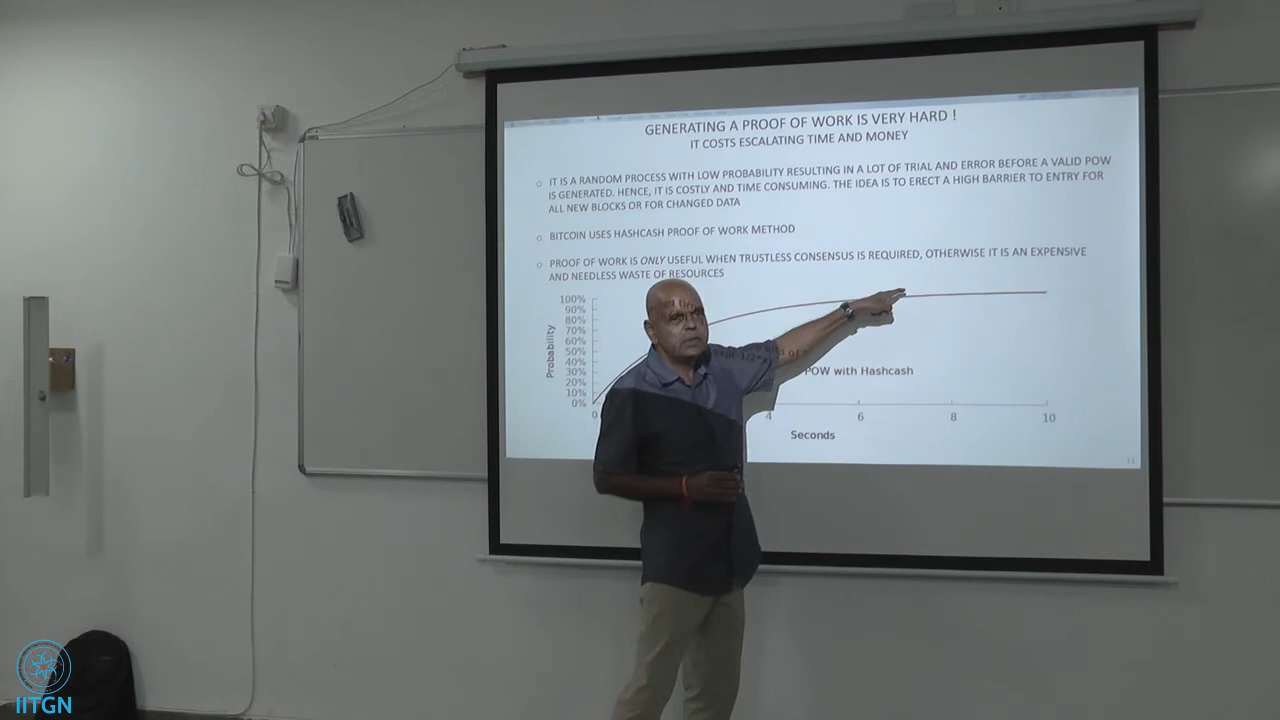 GENERATING A PROOF OF WORK IS VERY HARD !
IT COSTS ESCALATING TIME AND MONEY
○ IT IS A RANDOM PROCESS WITH LOW PROBABILITY RESULTING IN A LOT OF TRIAL AND ERROR BEFORE A VALID POW
IS GENERATED. HENCE, IT IS COSTLY AND TIME CONSUMING. THE IDEA IS TO ERECT A HIGH BARRIER TO ENTRY FOR
ALL NEW BLOCKS OR FOR CHANGED DATA
○ BITCOIN USES HASHCASH PROOF OF WORK METHOD
○ PROOF OF WORK IS ONLY USEFUL WHEN TRUSTLESS CONSENSUS IS REQUIRED, OTHERWISE IT IS AN EXPENSIVE
AND NEEDLESS WASTE OF RESOURCES
100%
90%
80%
70%
60%
50%
40%
30%
20%
10%
0%
Probability
POW with Hashcash
0 4 6 8 10
Seconds
11
IITGN